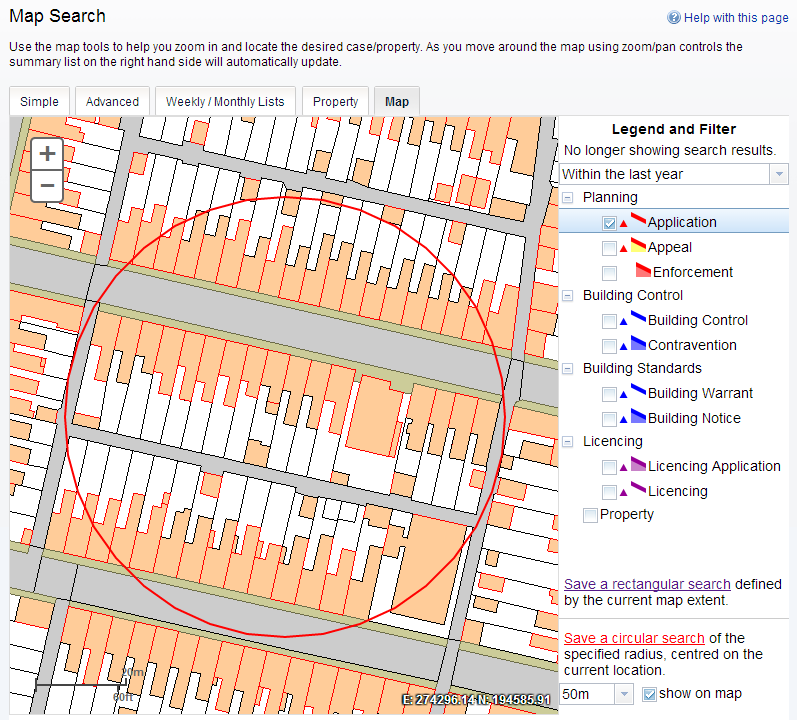 Map Search
Help with this page
Use the map tools to help you zoom in and locate the desired case/property. As you move around the map using zoom/pan controls the
summary list on the right hand side will automatically update.
Simple
Advanced
Weekly / Monthly Lists
Property
Map
Legend and Filter
No longer showing search results.
Within the last year
Planning
Application
Appeal
Enforcement
Building Control
Building Control
Contravention
Building Standards
Building Warrant
Building Notice
Licencing
Licencing Application
Licencing
Property
Save a rectangular search defined
by the current map extent.
Save a circular search of the
specified radius, centred on the
current location.
50m
show on map
20m
60ft
E: 274296.14 N: 194585.91